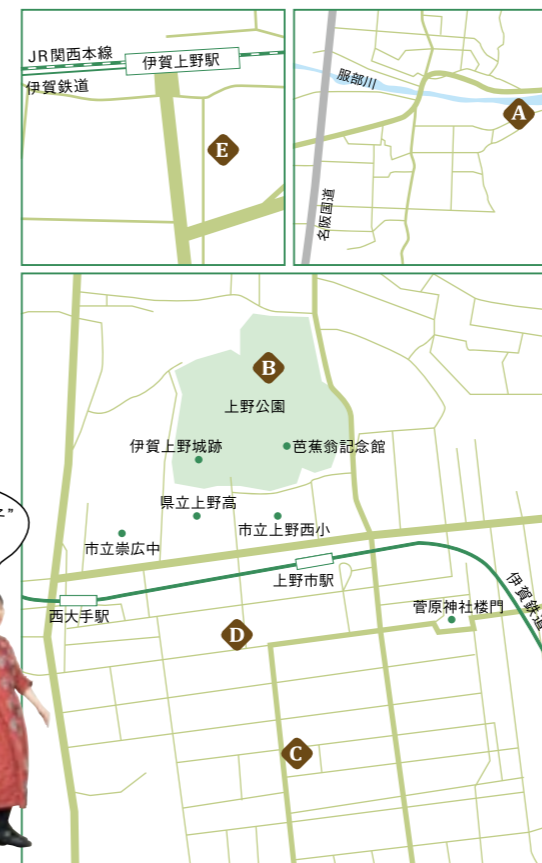 JR関西本線
伊賀上野駅
伊賀鉄道
E
服部川
A
名阪国道
B
上野公園
伊賀上野城跡
芭蕉翁記念館
県立上野高
市立上野西小
市立崇広中
上野市駅
西大手駅
菅原神社楼門
伊賀鉄道
D
C